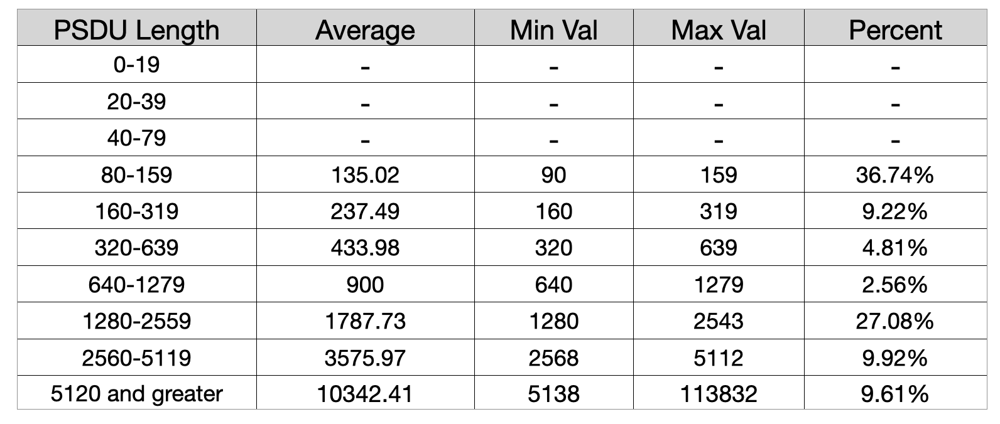 PSDU Length Average Min Val Max Val Percent
0-19 - - - -
20-39 - - - -
40-79 - - - -
80-159 135.02 90 159 36.74%
160-319 237.49 160 319 9.22%
320-639 433.98 320 639 4.81%
640-1279 900 640 1279 2.56%
1280-2559 1787.73 1280 2543 27.08%
2560-5119 3575.97 2568 5112 9.92%
5120 and greater 10342.41 5138 113832 9.61%